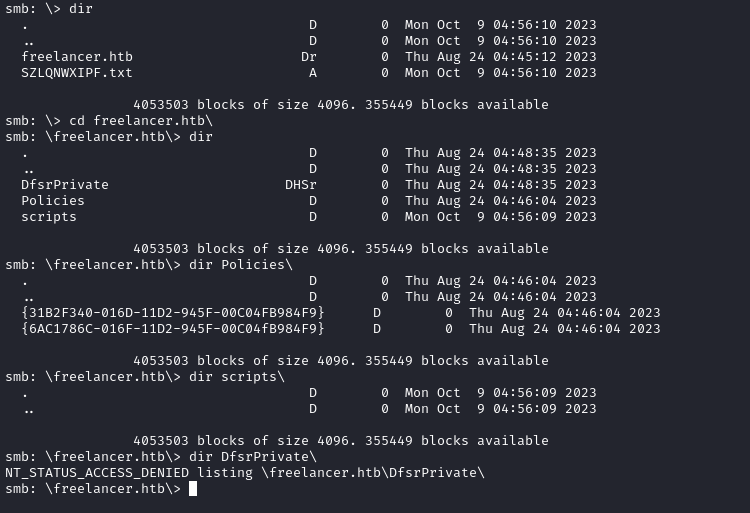 smb: \> dir
  .                                   D        0  Mon Oct  9 04:56:10 2023
  ..                                  D        0  Mon Oct  9 04:56:10 2023
  freelancer.htb                     Dr        0  Thu Aug 24 04:45:12 2023
  SZLQNWXIPF.txt                      A        0  Mon Oct  9 04:56:10 2023

                4053503 blocks of size 4096. 355449 blocks available
smb: \> cd freelancer.htb\
smb: \freelancer.htb\> dir
  .                                   D        0  Thu Aug 24 04:48:35 2023
  ..                                  D        0  Thu Aug 24 04:48:35 2023
  DfsrPrivate                      DHSr        0  Thu Aug 24 04:48:35 2023
  Policies                            D        0  Thu Aug 24 04:46:04 2023
  scripts                             D        0  Mon Oct  9 04:56:09 2023

                4053503 blocks of size 4096. 355449 blocks available
smb: \freelancer.htb\> dir Policies\
  .                                   D        0  Thu Aug 24 04:46:04 2023
  ..                                  D        0  Thu Aug 24 04:46:04 2023
  {31B2F340-016D-11D2-945F-00C04FB984F9}      D        0  Thu Aug 24 04:46:04 2023
  {6AC1786C-016F-11D2-945F-00C04fB984F9}      D        0  Thu Aug 24 04:46:04 2023

                4053503 blocks of size 4096. 355449 blocks available
smb: \freelancer.htb\> dir scripts\
  .                                   D        0  Mon Oct  9 04:56:09 2023
  ..                                  D        0  Mon Oct  9 04:56:09 2023

                4053503 blocks of size 4096. 355449 blocks available
smb: \freelancer.htb\> dir DfsrPrivate\
NT_STATUS_ACCESS_DENIED listing \freelancer.htb\DfsrPrivate\
smb: \freelancer.htb\>